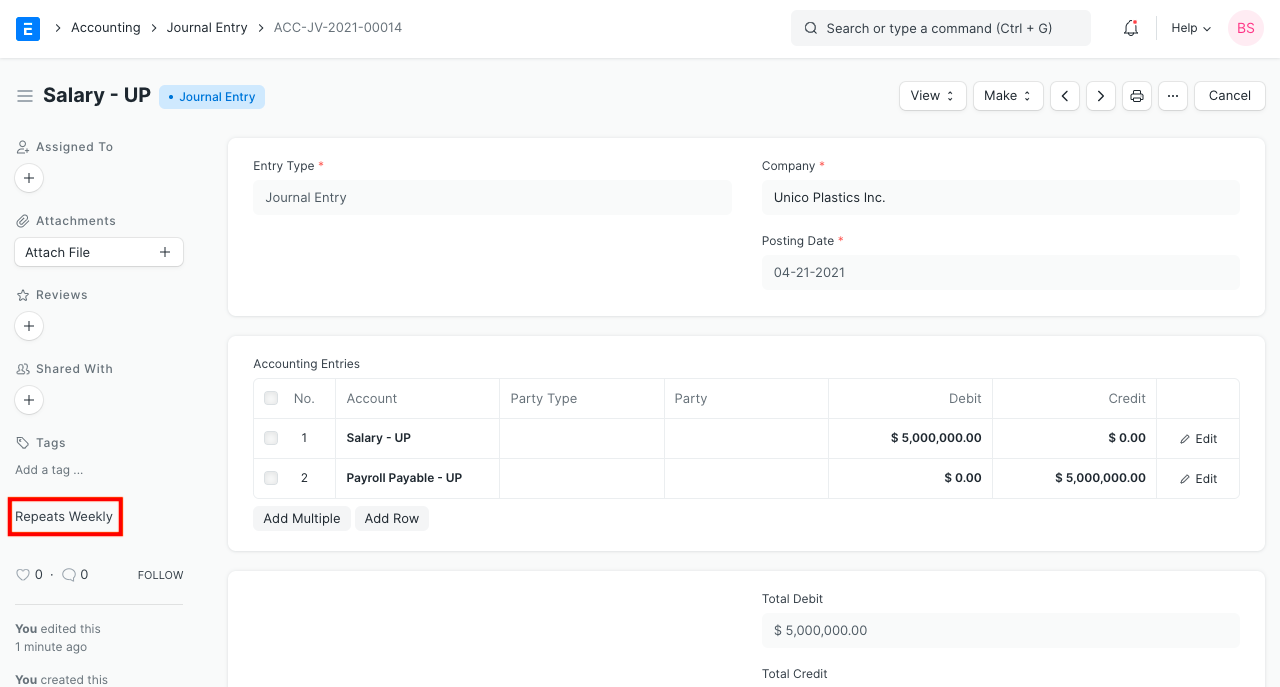 E
Accounting
Journal Entry
ACC-JV-2021-00014
Search or type a command (Ctrl + G)
Help
BS
Salary - UP
• Journal Entry
View
Make
...
Cancel
Assigned To
+
Attachments
Attach File +
Reviews
+
Shared With
+
Tags
Add a tag ...
Repeats Weekly
0 · 0 FOLLOW
You edited this
1 minute ago
You created this
Entry Type *
Journal Entry
Company *
Unico Plastics Inc.
Posting Date *
04-21-2021
Accounting Entries
No. Account Party Type Party Debit Credit
1 Salary - UP $ 5,000,000.00 $ 0.00 Edit
2 Payroll Payable - UP $ 0.00 $ 5,000,000.00 Edit
Add Multiple Add Row
Total Debit
$ 5,000,000.00
Total Credit